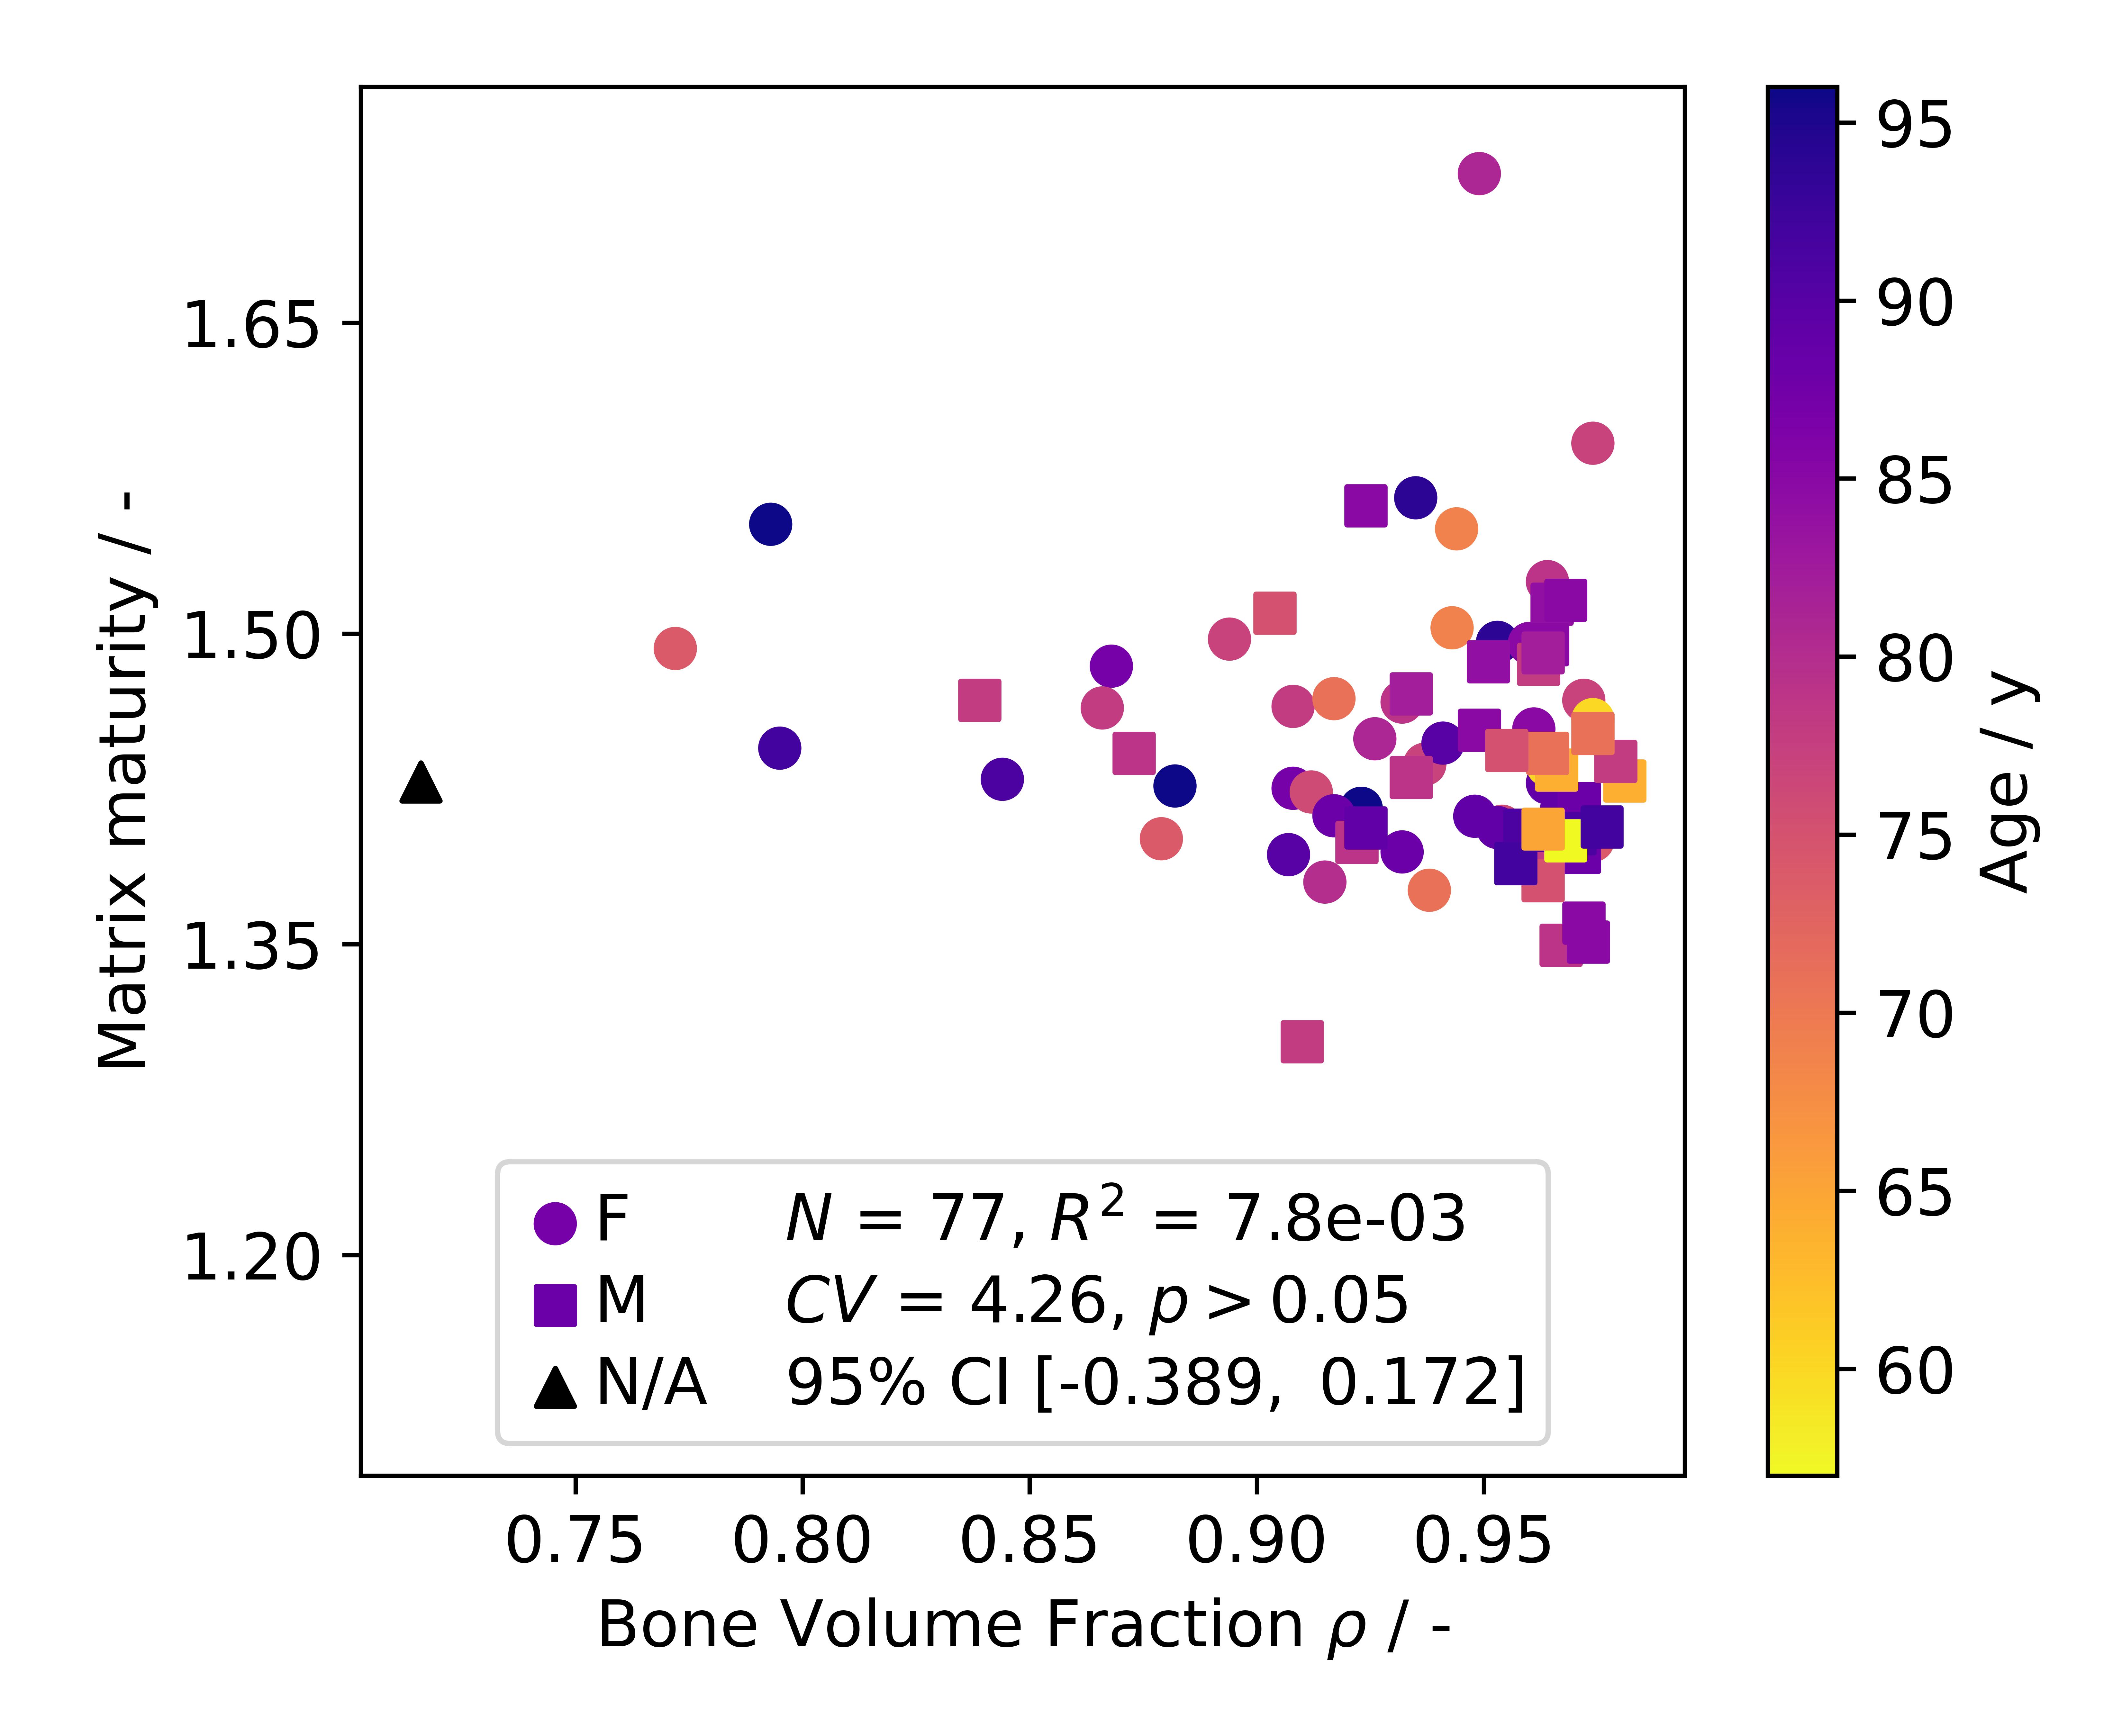 1.65
1.50
1.35
1.20
Matrix maturity / -
F N = 77, R² = 7.8e-03
M CV = 4.26, p > 0.05
N/A 95% CI [-0.389, 0.172]
0.75 0.80 0.85 0.90 0.95
Bone Volume Fraction ρ / -
95
90
85
80
75
70
65
60
Age / y